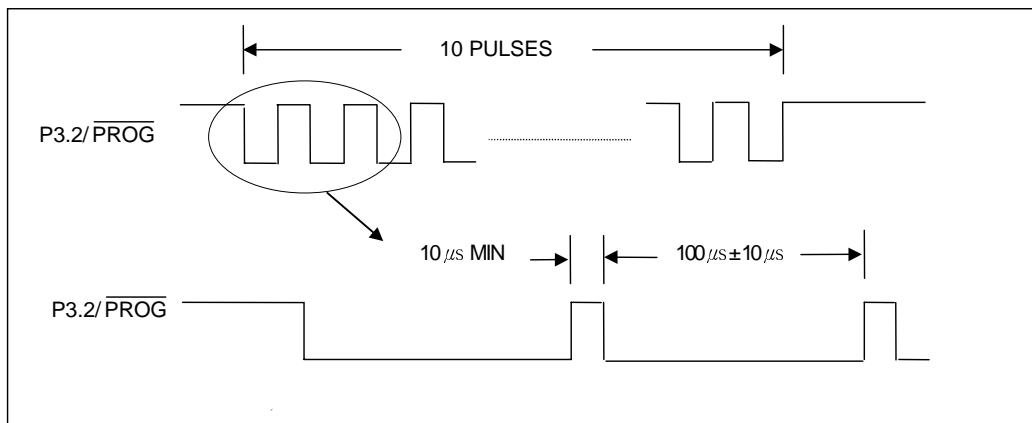 10 PULSES
P3.2/PROG
10μs MIN
100μs±10μs
P3.2/PROG